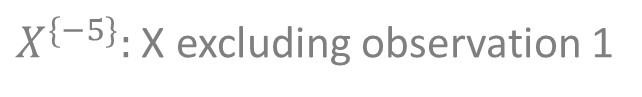 X^{−5}: X excluding observation 1